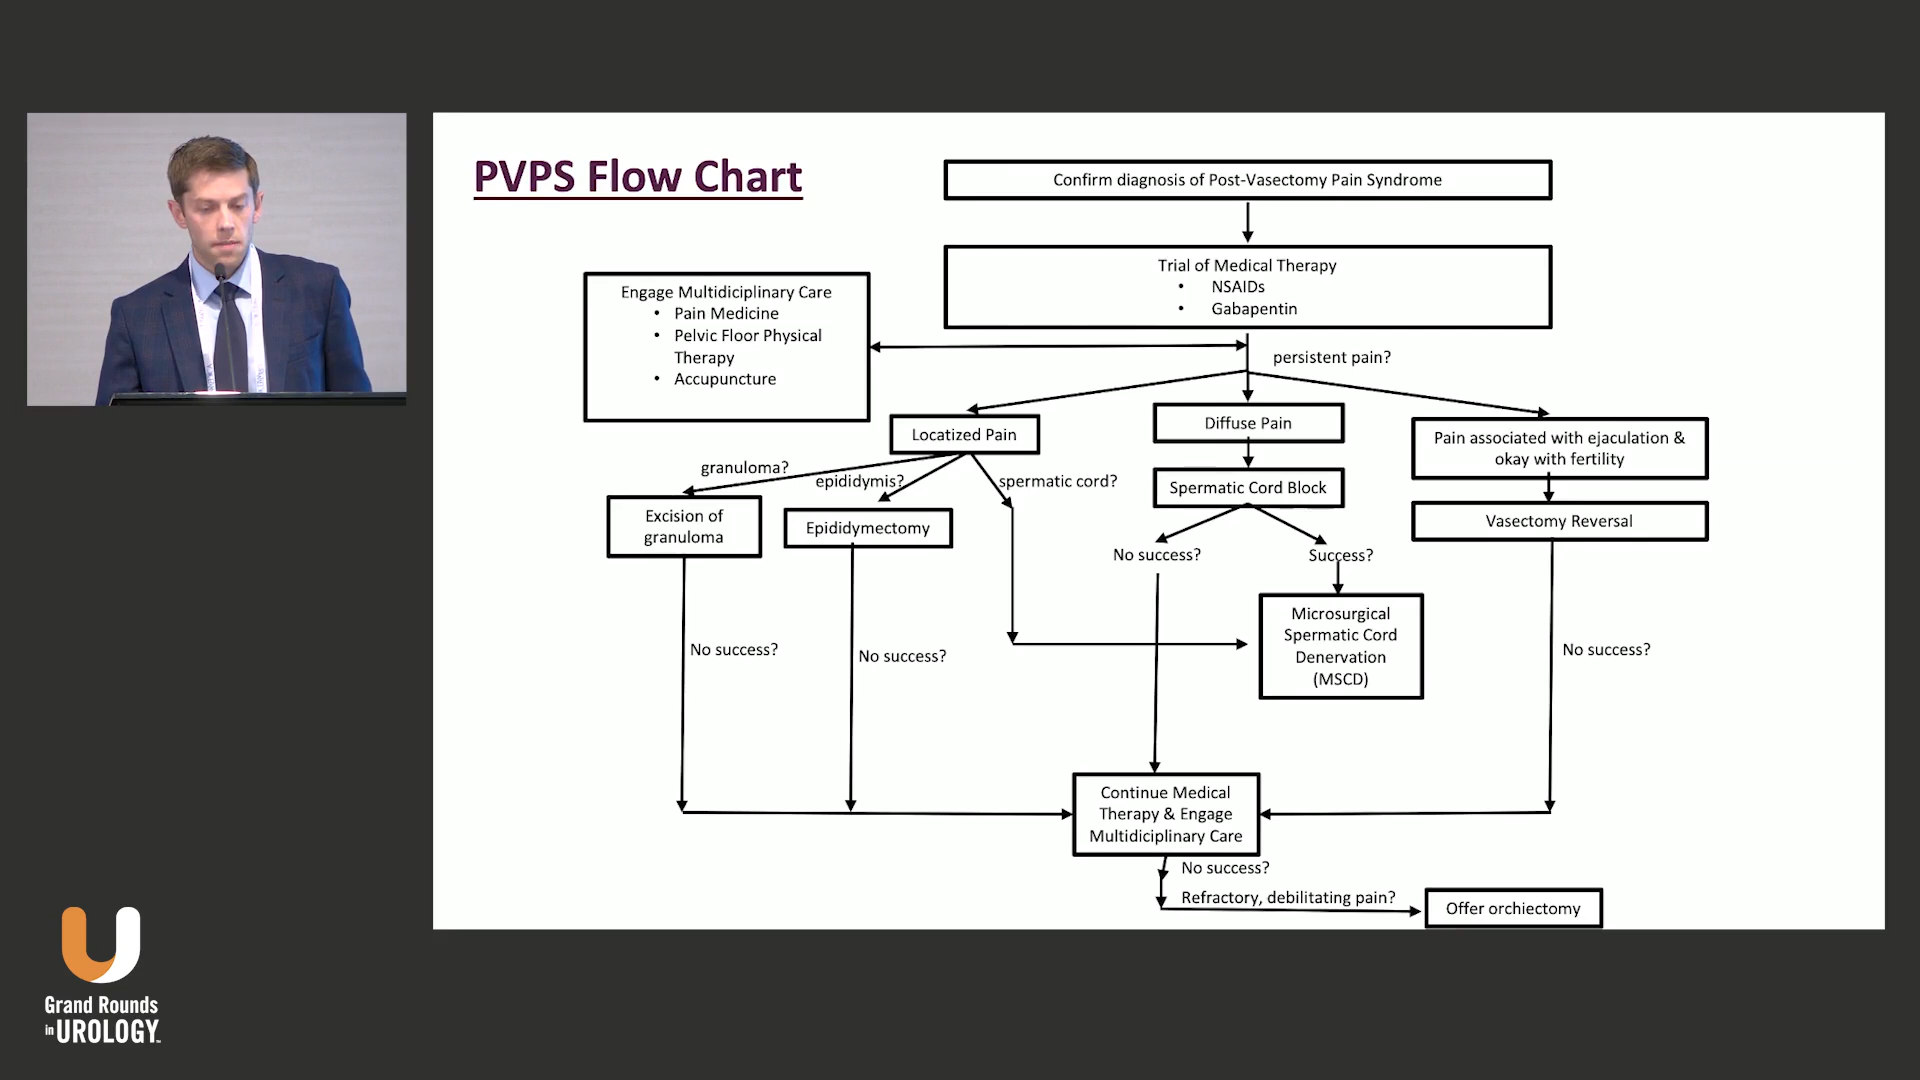 PVPS Flow Chart
Confirm diagnosis of Post-Vasectomy Pain Syndrome
Trial of Medical Therapy
• NSAIDs
• Gabapentin
Engage Multidiciplinary Care
• Pain Medicine
• Pelvic Floor Physical
Therapy
• Accupuncture
persistent pain?
Locatized Pain
Diffuse Pain
Pain associated with ejaculation &
okay with fertility
granuloma?
epididymis?
spermatic cord?
Excision of
granuloma
Epididymectomy
Spermatic Cord Block
Vasectomy Reversal
No success?
Success?
Microsurgical
Spermatic Cord
Denervation
(MSCD)
No success?
No success?
No success?
Continue Medical
Therapy & Engage
Multidiciplinary Care
No success?
Refractory, debilitating pain?
Offer orchiectomy
Grand Rounds
in UROLOGY™